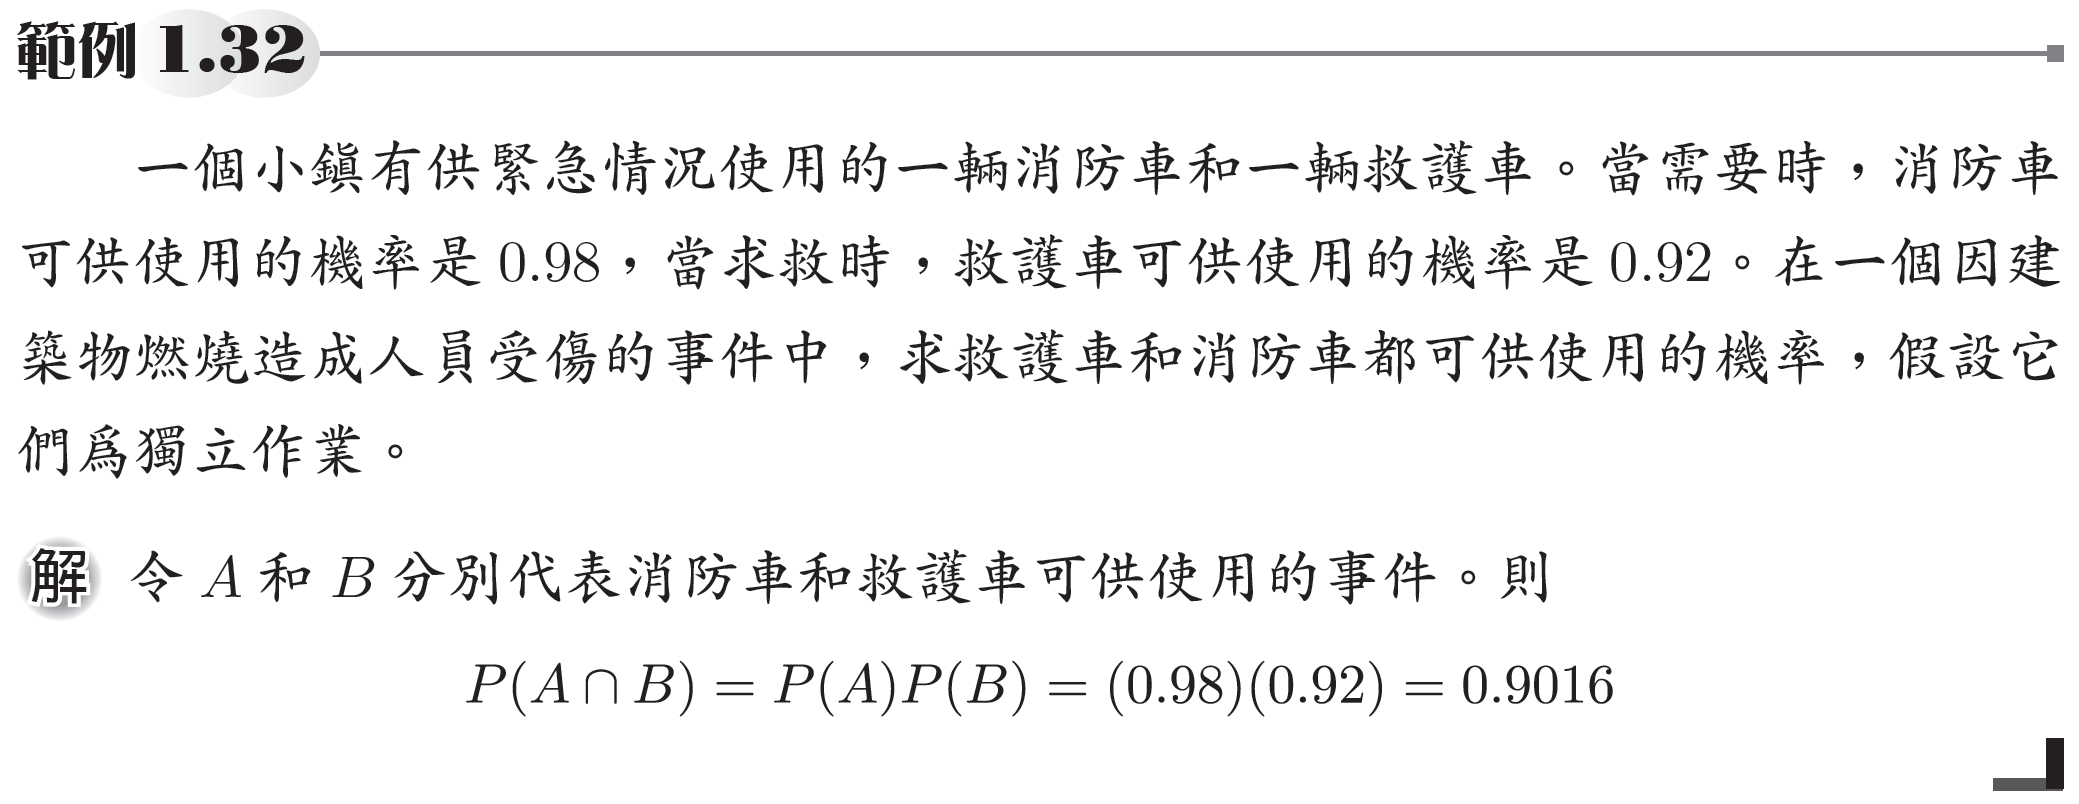 範例 1.32
一個小鎮有供緊急情況使用的一輛消防車和一輛救護車。當需要時，消防車
可供使用的機率是 0.98，當求救時，救護車可供使用的機率是 0.92。在一個因建
築物燃燒造成人員受傷的事件中，求救護車和消防車都可供使用的機率，假設它
們爲獨立作業。
解 令 A 和 B 分別代表消防車和救護車可供使用的事件。則
P(A ∩ B) = P(A)P(B) = (0.98)(0.92) = 0.9016